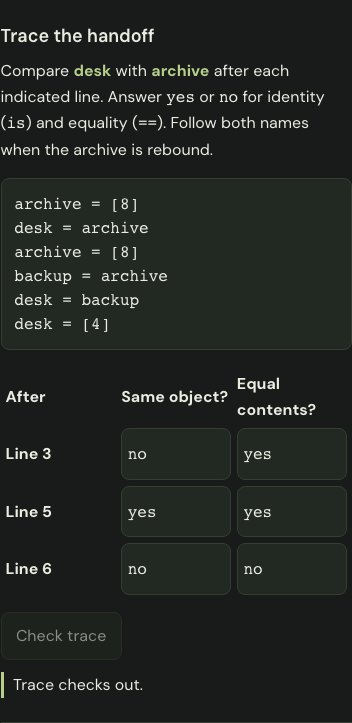 Trace the handoff
Compare desk with archive after each
indicated line. Answer yes or no for identity
(is) and equality (==). Follow both names
when the archive is rebound.
archive = [8]
desk = archive
archive = [8]
backup = archive
desk = backup
desk = [4]
After Same object? Equal
contents?
Line 3 no yes
Line 5 yes yes
Line 6 no no
Check trace
Trace checks out.